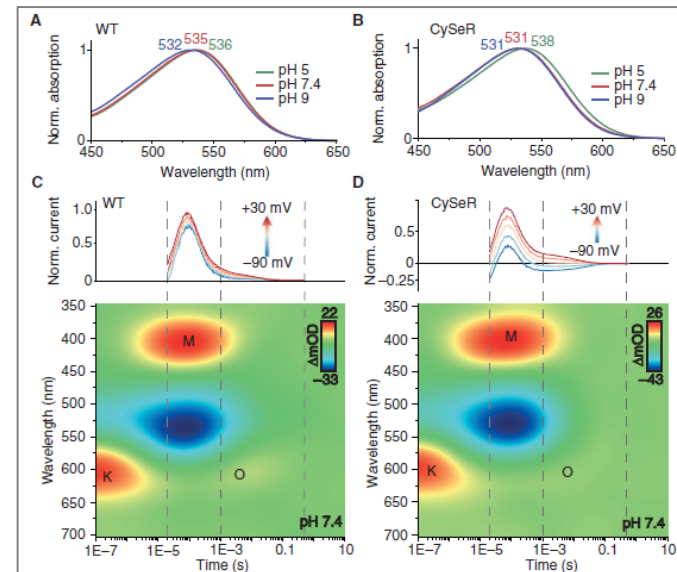 A WT
532 535 536
Norm. absorption
1
0
pH 5
pH 7.4
pH 9
450 500 550 600 650
Wavelength (nm)
B CySeR
531 531 538
Norm. absorption
1
0
pH 5
pH 7.4
pH 9
450 500 550 600 650
Wavelength (nm)
C WT
Norm. current
1.0
0.5
0
+30 mV
−90 mV
Wavelength (nm)
350
400
450
500
550
600
650
700
M
K
O
22
ΔmOD
−33
pH 7.4
1E–7 1E–5 1E–3 0.1 10
Time (s)
D CySeR
Norm. current
0.5
0
−0.25
+30 mV
−90 mV
Wavelength (nm)
350
400
450
500
550
600
650
700
M
K
O
26
ΔmOD
−43
pH 7.4
1E–7 1E–5 1E–3 0.1 10
Time (s)